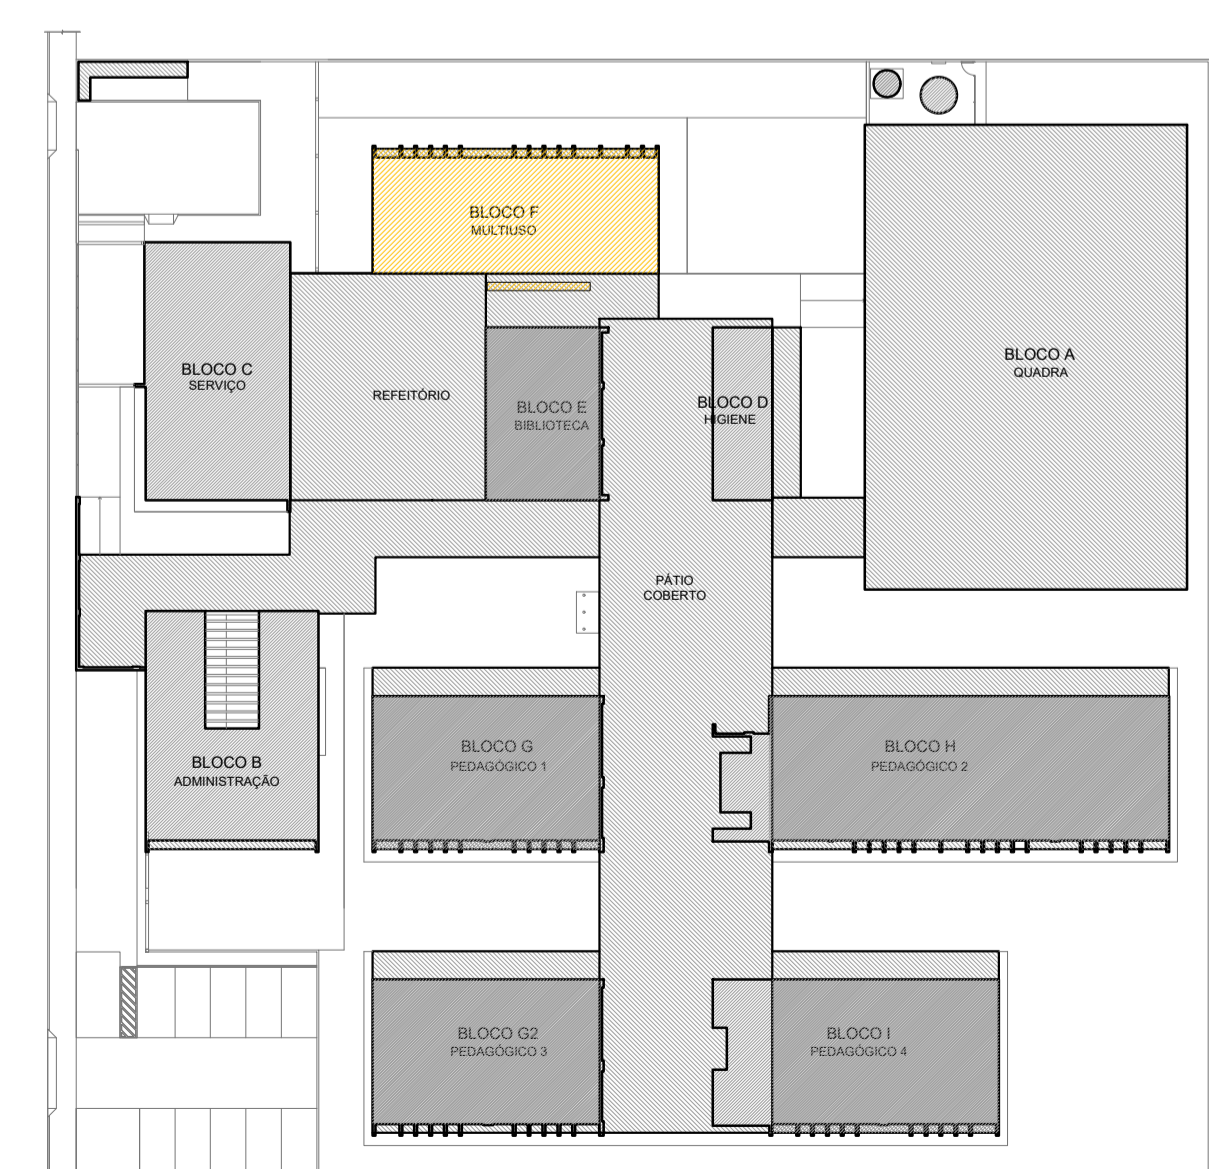 BLOCO F
MULTIUSO
BLOCO A
QUADRA
BLOCO C
SERVIÇO
REFEITÓRIO
BLOCO E
BIBLIOTECA
BLOCO D
HIGIENE
PÁTIO
COBERTO
BLOCO G
PEDAGÓGICO 1
BLOCO H
PEDAGÓGICO 2
BLOCO B
ADMINISTRAÇÃO
BLOCO G2
PEDAGÓGICO 3
BLOCO I
PEDAGÓGICO 4